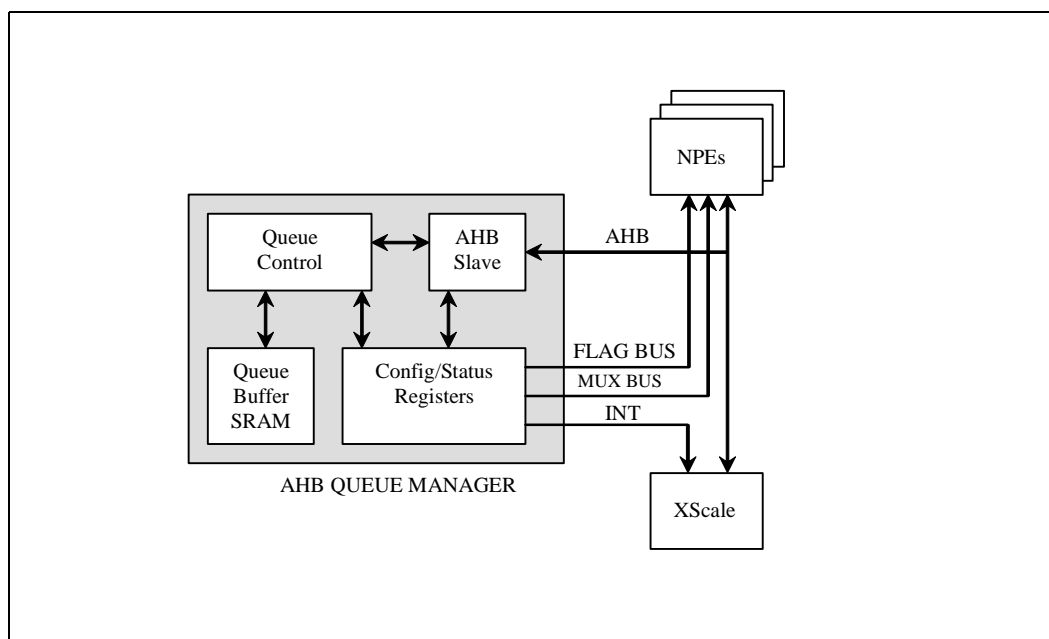 NPEs
Queue
Control
AHB
Slave
AHB
Queue
Buffer
SRAM
Config/Status
Registers
FLAG BUS
MUX BUS
INT
AHB QUEUE MANAGER
XScale